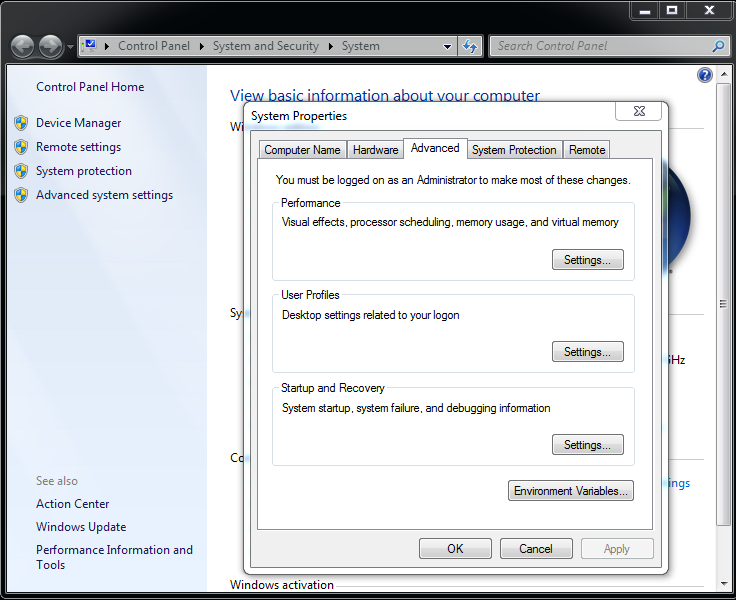 Control Panel System and Security System
Search Control Panel
Control Panel Home
Device Manager
Remote settings
System protection
Advanced system settings
See also
Action Center
Windows Update
Performance Information and
Tools
View basic information about your computer
System Properties
Computer Name Hardware Advanced System Protection Remote
You must be logged on as an Administrator to make most of these changes.
Performance
Visual effects, processor scheduling, memory usage, and virtual memory
Settings...
User Profiles
Desktop settings related to your logon
Settings...
Startup and Recovery
System startup, system failure, and debugging information
Settings...
Environment Variables...
OK Cancel Apply
Windows activation